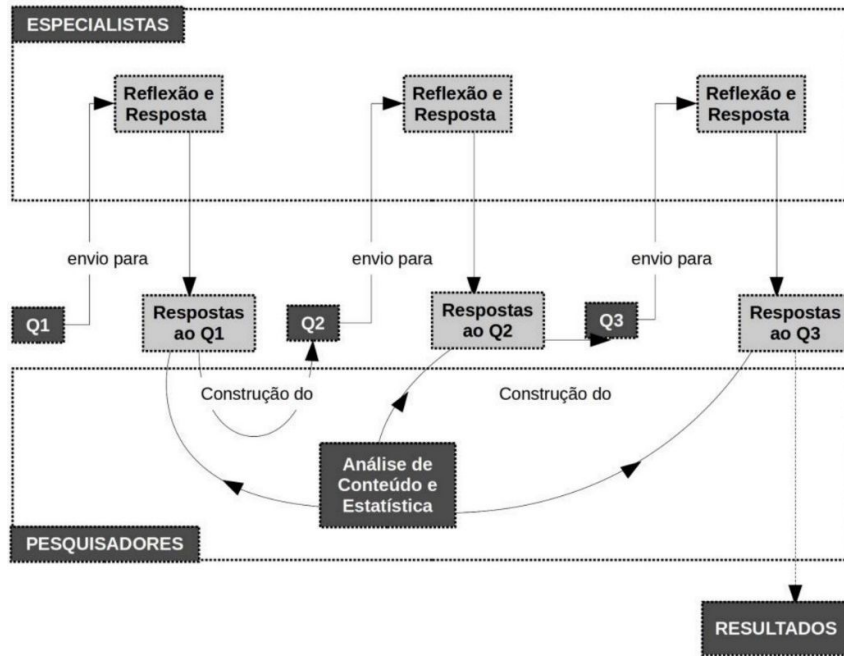 ESPECIALISTAS
Reflexão e
Resposta
Reflexão e
Resposta
Reflexão e
Resposta
envio para
envio para
envio para
Q1
Respostas
ao Q1
Q2
Respostas
ao Q2
Q3
Respostas
ao Q3
Construção do
Construção do
Análise de
Conteúdo e
Estatística
PESQUISADORES
RESULTADOS